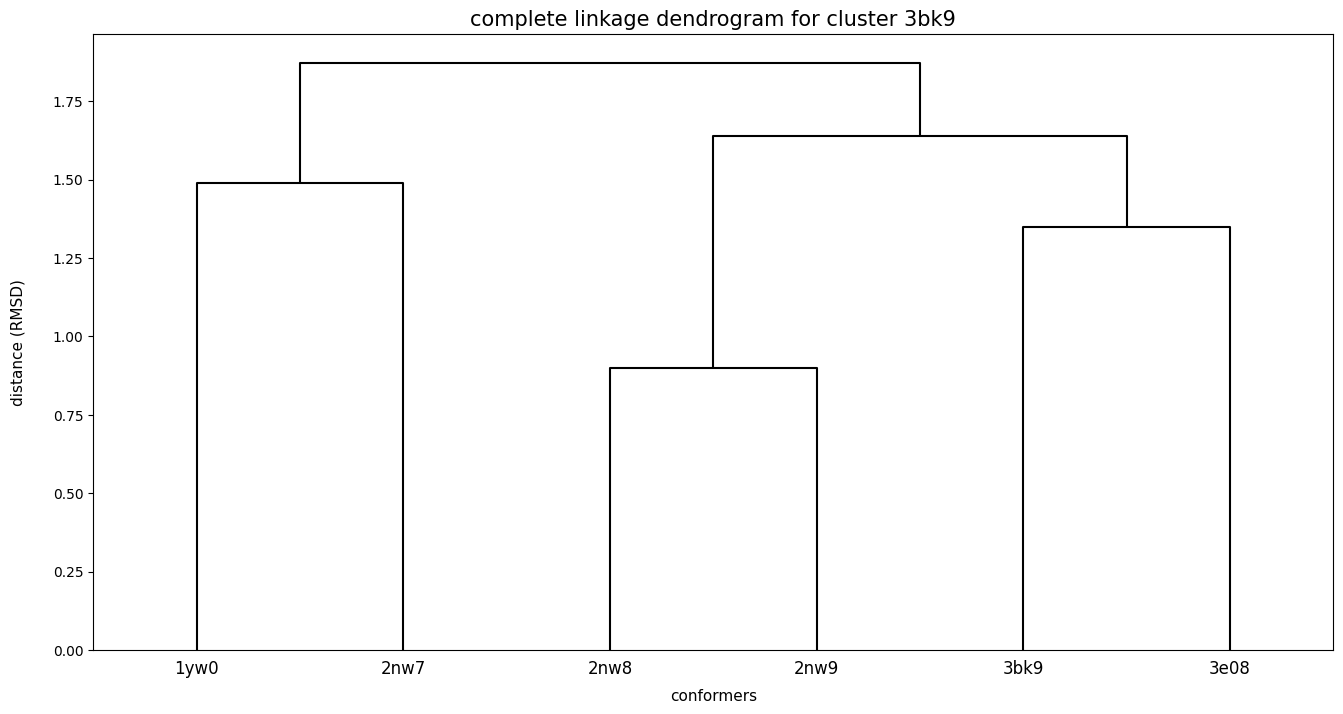 complete linkage dendrogram for cluster 3bk9
distance (RMSD)
1.75
1.50
1.25
1.00
0.75
0.50
0.25
0.00
1yw0 2nw7 2nw8 2nw9 3bk9 3e08
conformers